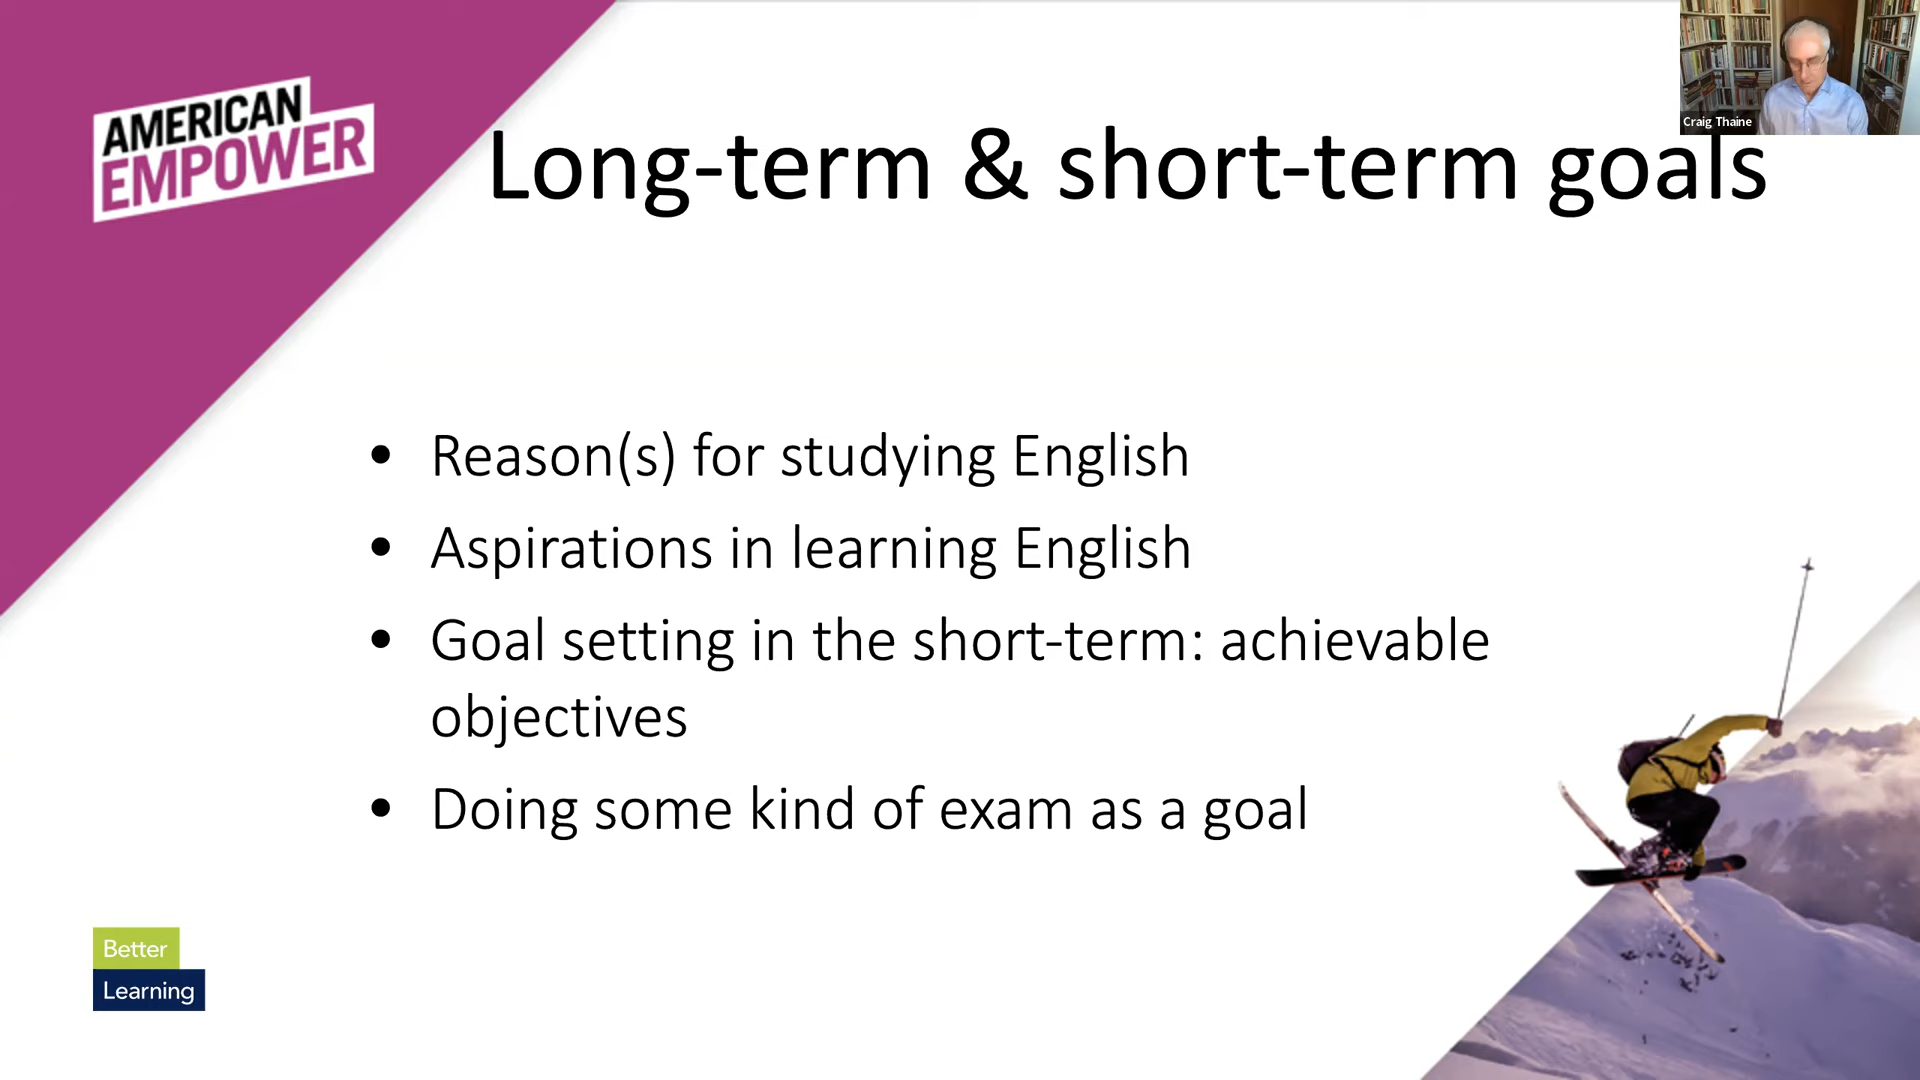 AMERICAN
EMPOWER
Craig Thaine
Long-term & short-term goals
• Reason(s) for studying English
• Aspirations in learning English
• Goal setting in the short-term: achievable
objectives
• Doing some kind of exam as a goal
Better
Learning